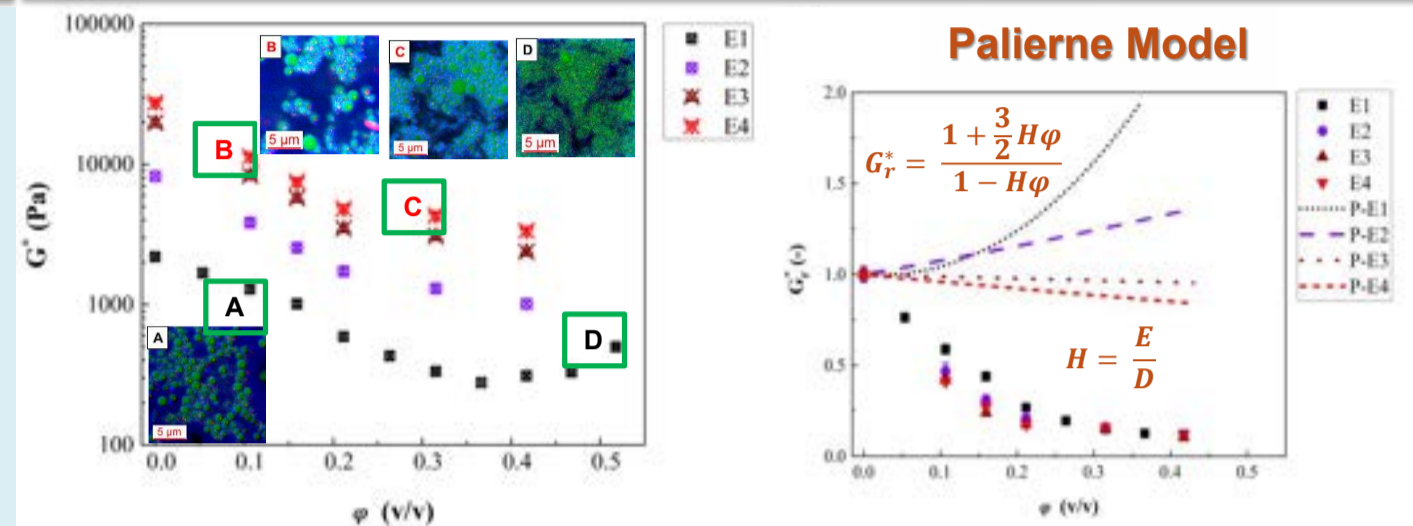 100000
10000
1000
100
G* (Pa)
0.0 0.1 0.2 0.3 0.4 0.5
φ (v/v)
E1
E2
E3
E4
B
C
D
5 µm
5 µm
5 µm
B
C
A
D
A
5 µm
Palierne Model
2.0
1.5
1.0
0.5
0.0
G*r (-)
0.0 0.1 0.2 0.3 0.4 0.5
φ (v/v)
G*r = (1 + 3/2 Hφ) / (1 − Hφ)
H = E / D
E1
E2
E3
E4
P-E1
P-E2
P-E3
P-E4